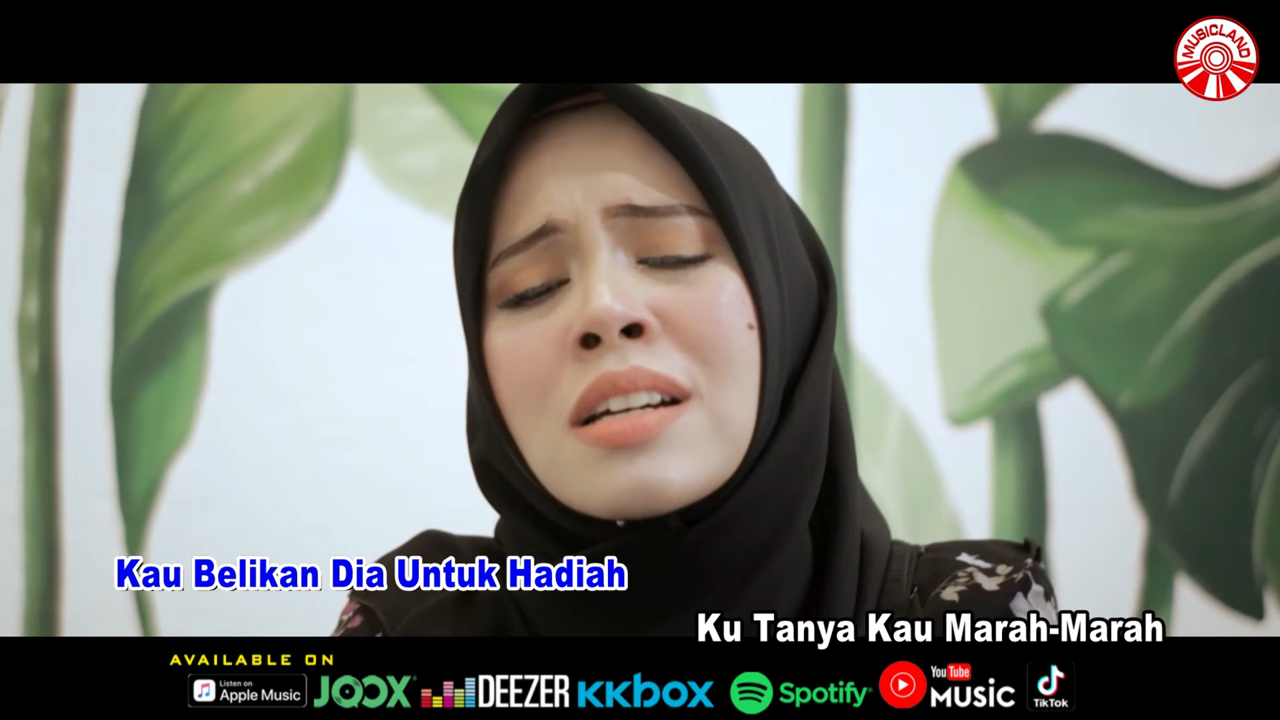 MUSICLAND
Kau Belikan Dia Untuk Hadiah
Ku Tanya Kau Marah-Marah
AVAILABLE ON
Listen on
Apple Music
JOOX
DEEZER
KKBOX
Spotify
YouTube
MUSIC
TikTok